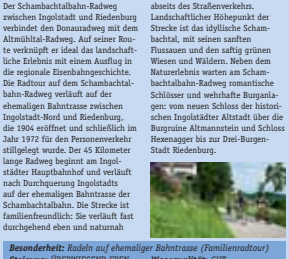 Der Schambachtalbahn-Radweg
zwischen Ingolstadt und Riedenburg
verbindet den Donauradweg mit dem
Altmühltal-Radweg. Auf seiner Rou-
te verknüpft er ideal das landschaft-
liche Erlebnis mit einem Ausflug in
die regionale Eisenbahngeschichte.
Die Radtour auf dem Schambachtal-
bahn-Radweg verläuft auf der
ehemaligen Bahntrasse zwischen
Ingolstadt-Nord und Riedenburg,
die 1904 eröffnet und schließlich im
Jahr 1972 für den Personenverkehr
stillgelegt wurde. Der 45 Kilometer
lange Radweg beginnt am Ingol-
städter Hauptbahnhof und verläuft
nach Durchquerung Ingolstadts
auf der ehemaligen Bahntrasse der
Schambachtalbahn. Die Strecke ist
familienfreundlich: Sie verläuft fast
durchgehend eben und naturnah
abseits des Straßenverkehrs.
Landschaftlicher Höhepunkt der
Strecke ist das idyllische Scham-
bachtal, mit seinen sanften
Flussauen und den saftig grünen
Wiesen und Wäldern. Neben dem
Naturerlebnis warten am Scham-
bachtalbahn-Radweg romantische
Schlösser und wehrhafte Burganla-
gen: vom neuen Schloss der histori-
schen Ingolstädter Altstadt über die
Burgruine Altmannstein und Schloss
Hexenagger bis zur Drei-Burgen-
Stadt Riedenburg.
Besonderheit: Radeln auf ehemaliger Bahntrasse (Familienradtour)